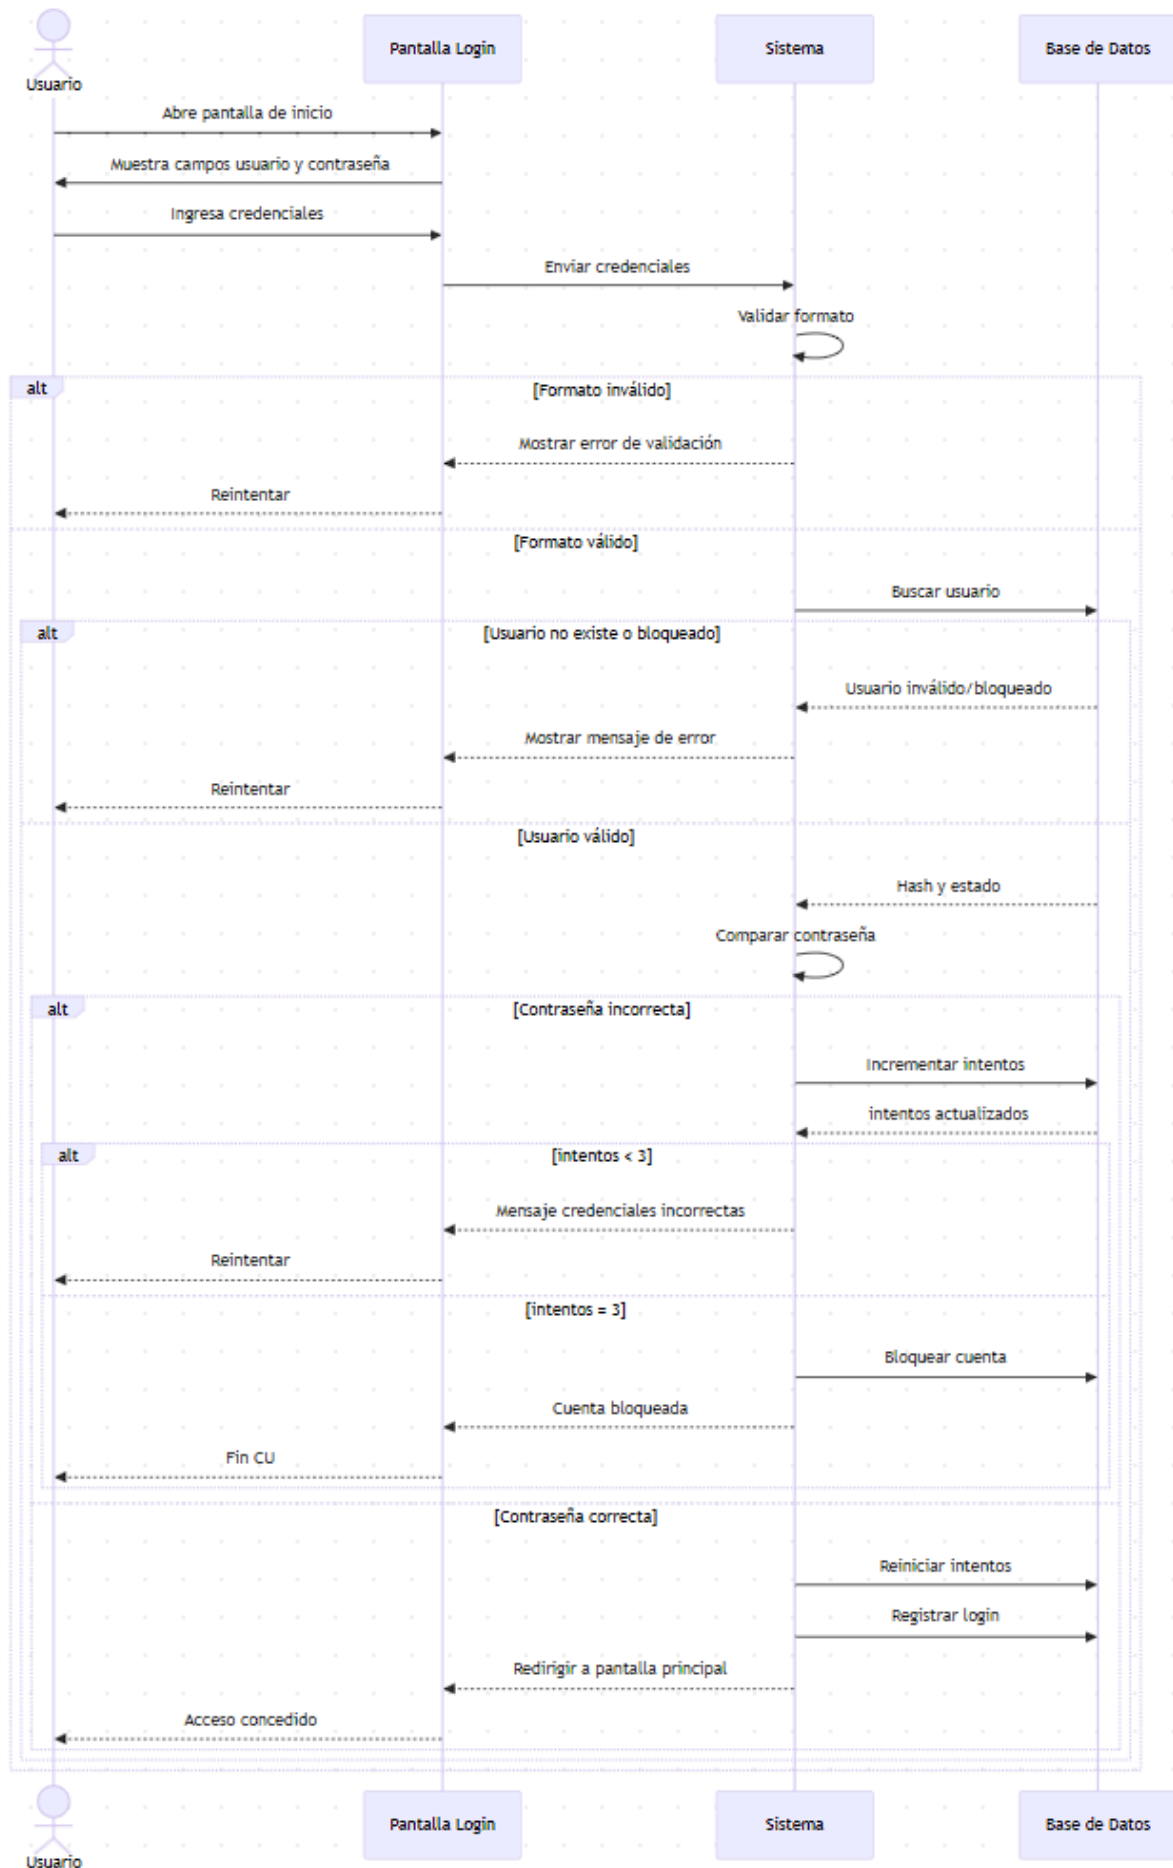 Usuario
Pantalla Login
Sistema
Base de Datos
Abre pantalla de inicio
Muestra campos usuario y contraseña
Ingresa credenciales
Enviar credenciales
Validar formato
alt
[Formato inválido]
Mostrar error de validación
Reintentar
[Formato válido]
Buscar usuario
alt
[Usuario no existe o bloqueado]
Usuario inválido/bloqueado
Mostrar mensaje de error
Reintentar
[Usuario válido]
Hash y estado
Comparar contraseña
alt
[Contraseña incorrecta]
Incrementar intentos
intentos actualizados
alt
[intentos < 3]
Mensaje credenciales incorrectas
Reintentar
[intentos = 3]
Bloquear cuenta
Cuenta bloqueada
Fin CU
[Contraseña correcta]
Reiniciar intentos
Registrar login
Redirigir a pantalla principal
Acceso concedido
Usuario
Pantalla Login
Sistema
Base de Datos